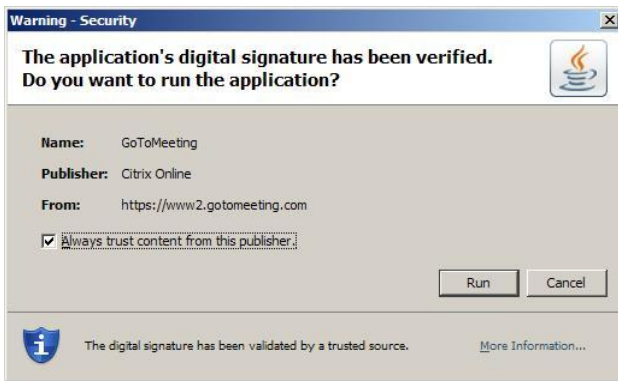 Warning - Security
The application's digital signature has been verified.
Do you want to run the application?
Name: GoToMeeting
Publisher: Citrix Online
From: https://www2.gotomeeting.com
Always trust content from this publisher.
Run Cancel
The digital signature has been validated by a trusted source. More Information...